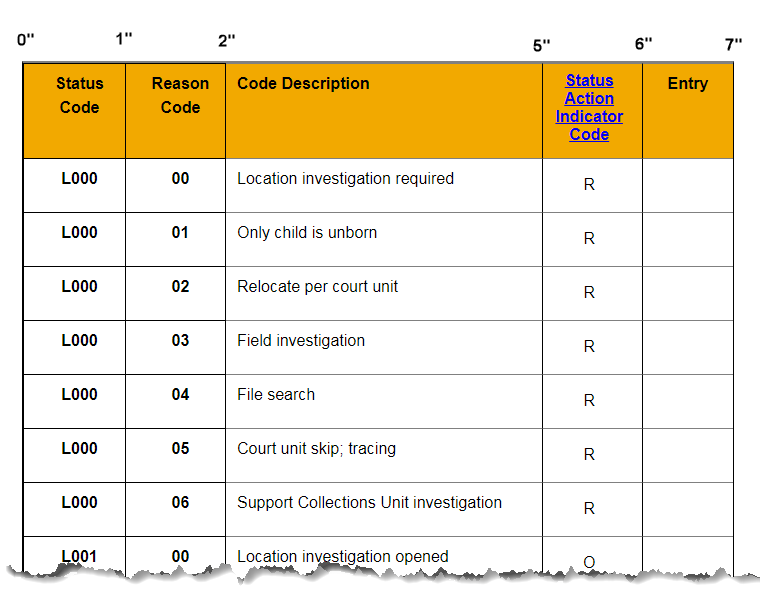 0" 1" 2" 5" 6" 7"
Status Code Reason Code Code Description Status Action Indicator Code Entry
L000 00 Location investigation required R
L000 01 Only child is unborn R
L000 02 Relocate per court unit R
L000 03 Field investigation R
L000 04 File search R
L000 05 Court unit skip; tracing R
L000 06 Support Collections Unit investigation R
L001 00 Location investigation opened O